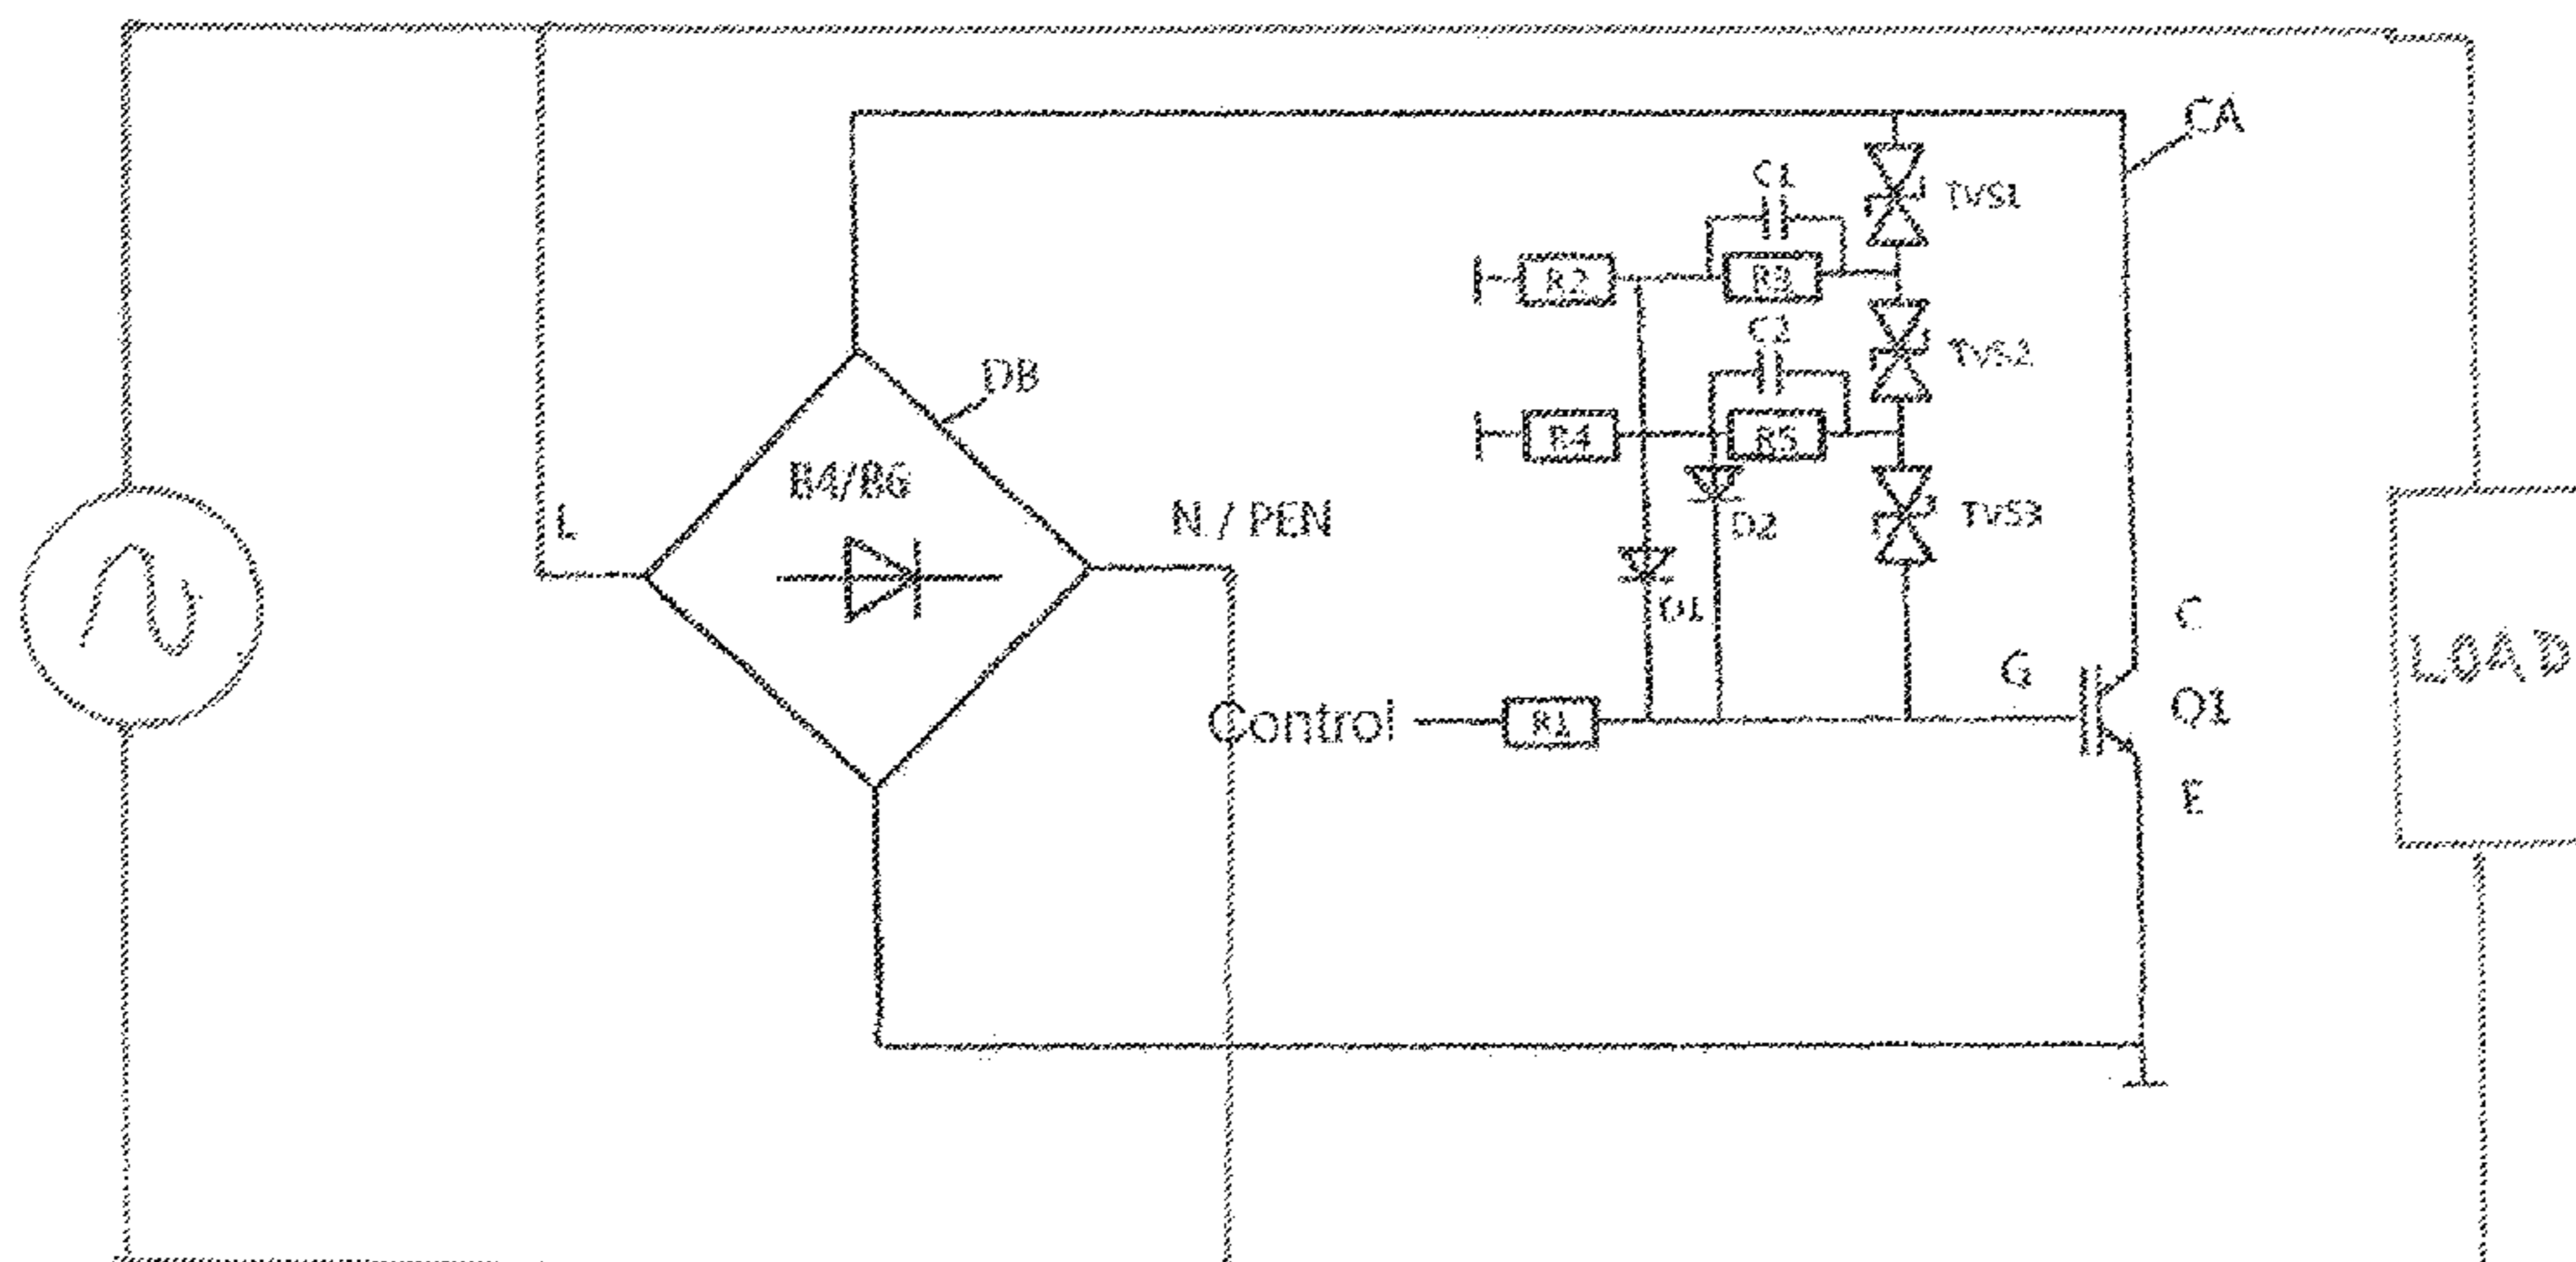 CA
C1
TVS1
R2
R3
C2
TVS2
DB
R4
R5
B4/B6
N / PEN
L
D2
TVS3
D1
C
G
LOAD
Control
R1
Q1
E